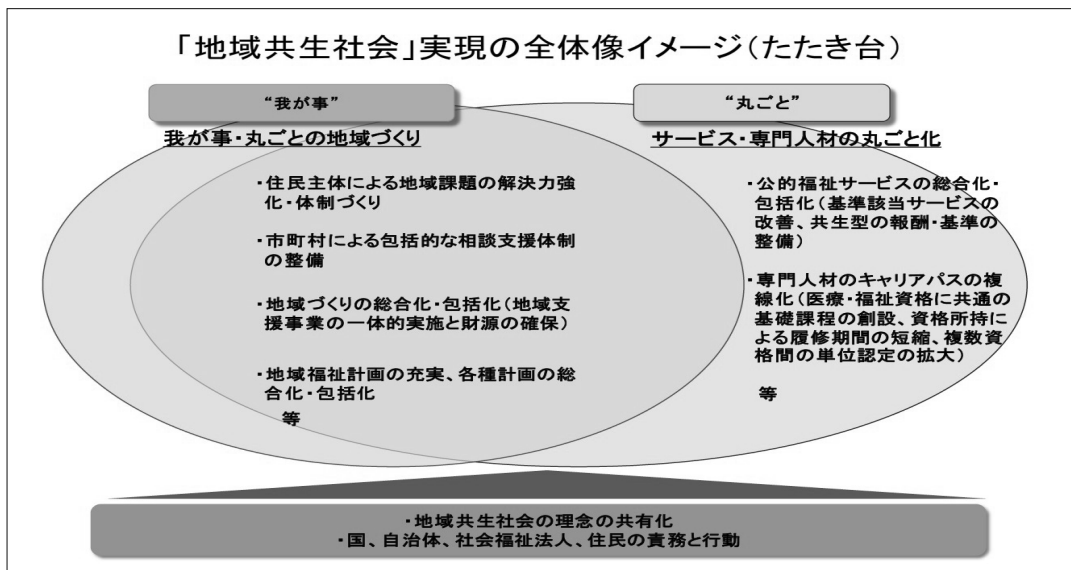 「地域共生社会」実現の全体像イメージ（たたき台）
“我が事”
我が事・丸ごとの地域づくり
・住民主体による地域課題の解決力強
化・体制づくり
・市町村による包括的な相談支援体制
の整備
・地域づくりの総合化・包括化（地域支
援事業の一体的実施と財源の確保）
・地域福祉計画の充実、各種計画の総
合化・包括化
等
“丸ごと”
サービス・専門人材の丸ごと化
・公的福祉サービスの総合化・
包括化（基準該当サービスの
改善、共生型の報酬・基準の
整備）
・専門人材のキャリアパスの複
線化（医療・福祉資格に共通の
基礎課程の創設、資格所持に
よる履修期間の短縮、複数資
格間の単位認定の拡大）
等
・地域共生社会の理念の共有化
・国、自治体、社会福祉法人、住民の責務と行動